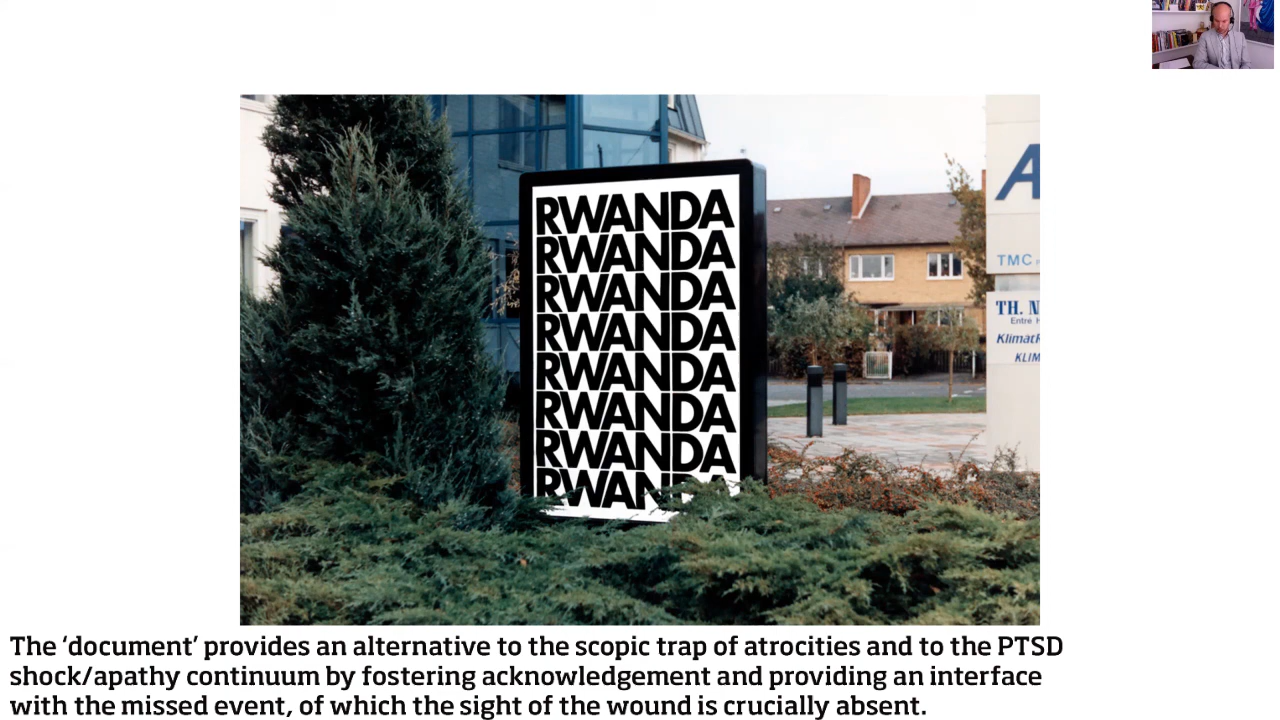 RWANDA
RWANDA
RWANDA
RWANDA
RWANDA
RWANDA
RWANDA
RWANDA
A
TMC
TH. N
Entre H
KlimatR
KLIM
The ‘document’ provides an alternative to the scopic trap of atrocities and to the PTSD
shock/apathy continuum by fostering acknowledgement and providing an interface
with the missed event, of which the sight of the wound is crucially absent.